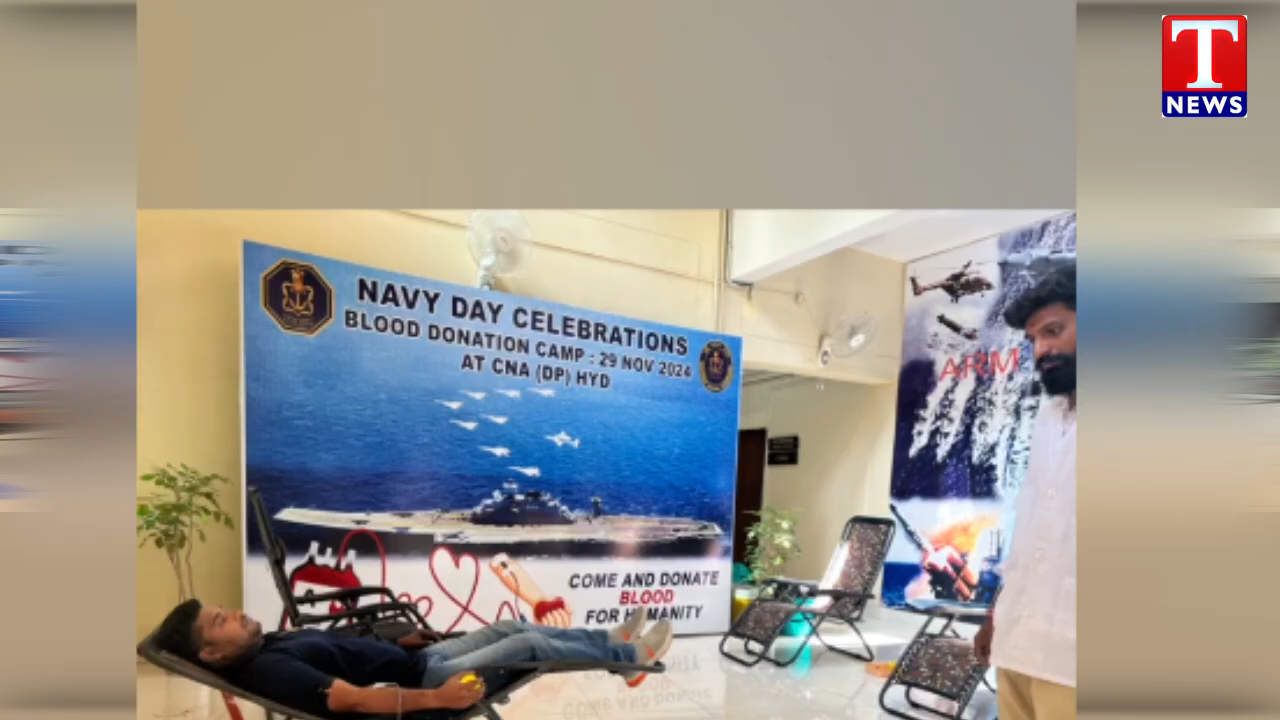 T
NEWS
NAVY DAY CELEBRATIONS
BLOOD DONATION CAMP : 29 NOV 2024
AT CNA (DP) HYD
ARM
COME AND DONATE
BLOOD
FOR HUMANITY